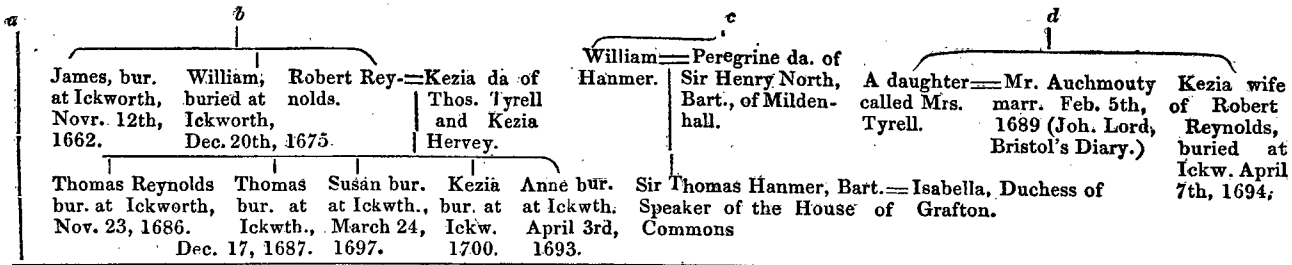 a
b
c
d
James, bur.
at Ickworth,
Novr. 12th,
1662.
William,
buried at
Ickworth,
Dec. 20th, 1675.
Robert Rey-
nolds.
Kezia da of
Thos. Tyrell
and Kezia
Hervey.
William
Hanmer.
Peregrine da. of
Sir Henry North,
Bart., of Milden-
hall.
A daughter
called Mrs.
Tyrell.
Mr. Auchmouty
marr. Feb. 5th,
1689 (Joh. Lord,
Bristol's Diary.)
Kezia wife
of Robert
Reynolds,
buried at
Ickw. April
7th, 1694,
Thomas Reynolds
bur. at Ickworth,
Nov. 23, 1686.
Thomas
bur. at
Ickwth.,
Dec. 17, 1687.
Susan bur.
at Ickwth.,
March 24,
1697.
Kezia
bur. at
Ickw.
1700.
Anne bur.
at Ickwth.
April 3rd,
1693.
Sir Thomas Hanmer, Bart.=Isabella, Duchess of
Speaker of the House of Grafton.
Commons